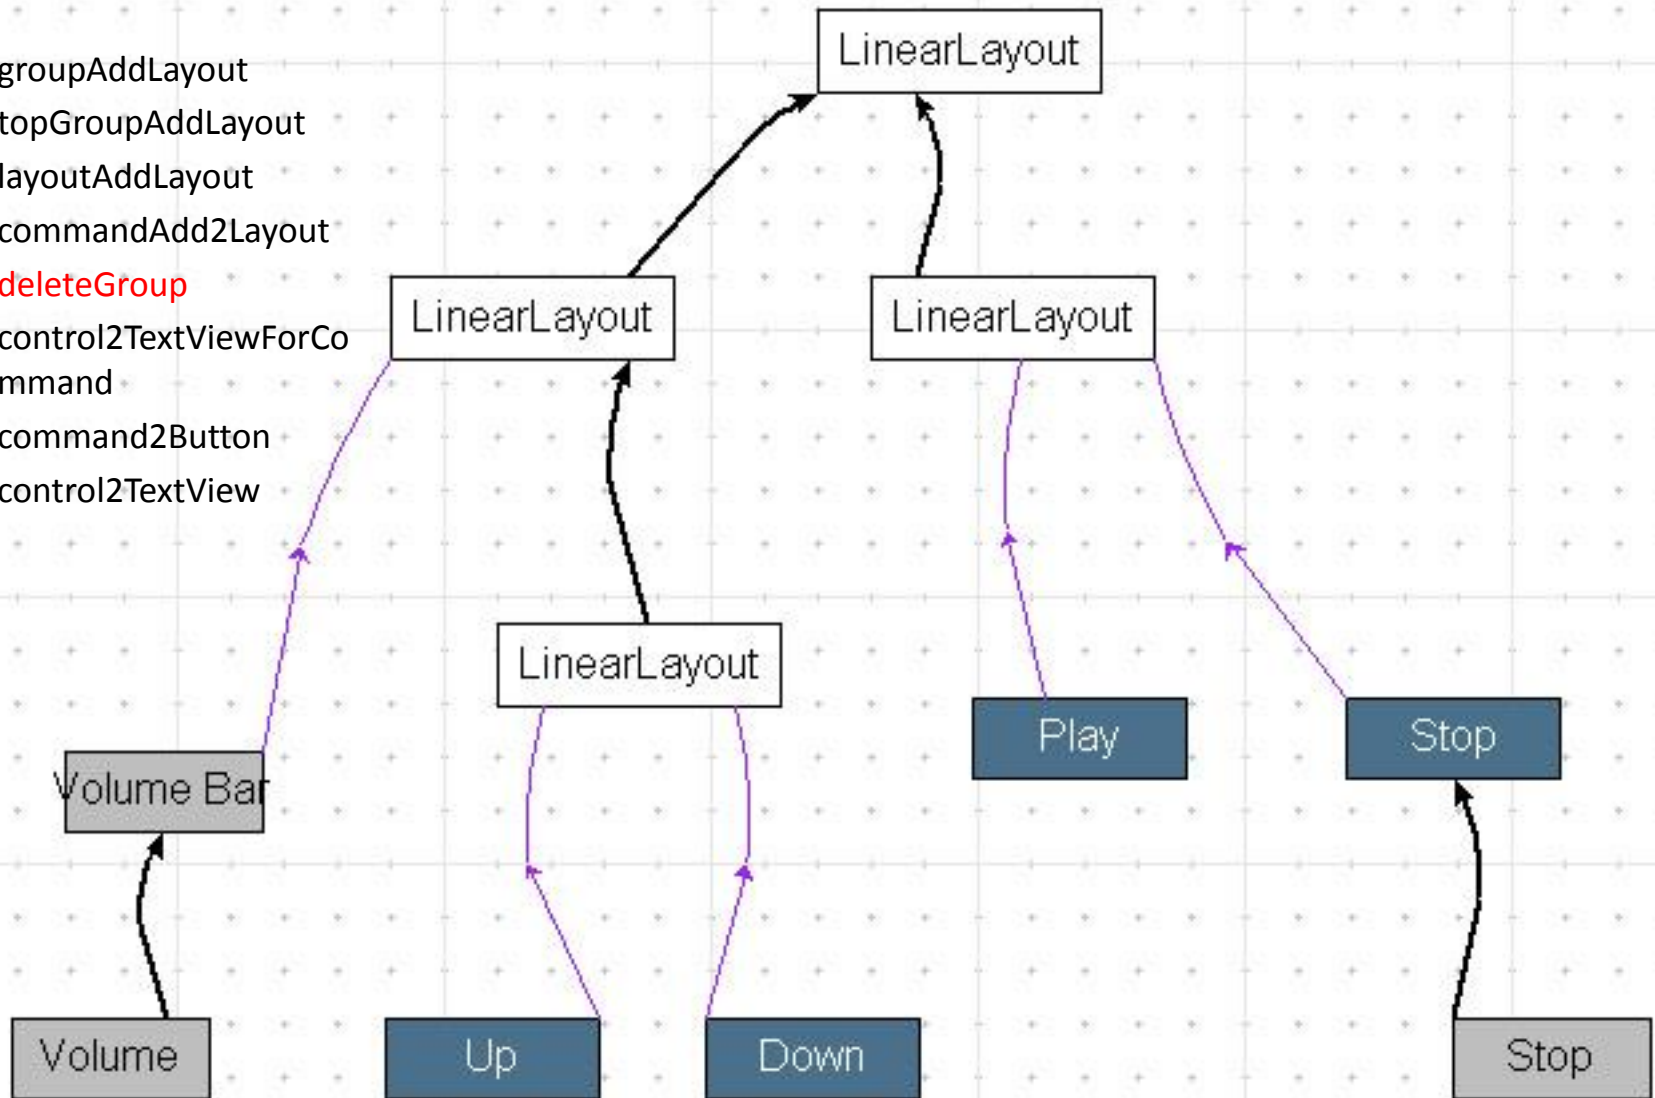 groupAddLayout
topGroupAddLayout
layoutAddLayout
commandAdd2Layout
deleteGroup
control2TextViewForCo
mmand
command2Button
control2TextView
LinearLayout
LinearLayout
LinearLayout
LinearLayout
Play
Stop
Volume Bar
Volume
Up
Down
Stop